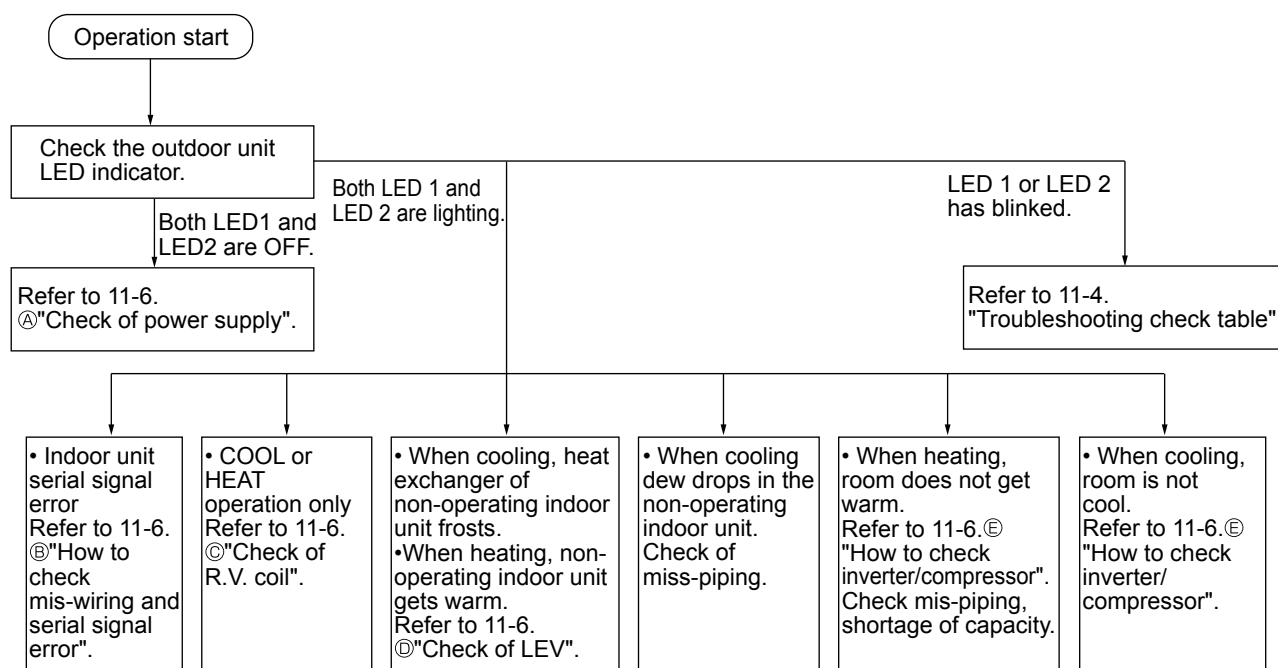 Operation start
Check the outdoor unit
LED indicator.
Both LED1 and
LED2 are OFF.
Both LED 1 and
LED 2 are lighting.
LED 1 or LED 2
has blinked.
Refer to 11-6.
Ⓐ"Check of power supply".
Refer to 11-4.
"Troubleshooting check table"
• Indoor unit
serial signal
error
Refer to 11-6.
Ⓑ"How to
check
mis-wiring and
serial signal
error".
• COOL or
HEAT
operation only
Refer to 11-6.
Ⓒ"Check of
R.V. coil".
• When cooling, heat
exchanger of
non-operating indoor
unit frosts.
•When heating, non-
operating indoor unit
gets warm.
Refer to 11-6.
Ⓓ"Check of LEV".
• When cooling
dew drops in the
non-operating
indoor unit.
Check of
miss-piping.
• When heating,
room does not get
warm.
Refer to 11-6.Ⓔ
"How to check
inverter/compressor".
Check mis-piping,
shortage of capacity.
• When cooling,
room is not
cool.
Refer to 11-6.Ⓔ
"How to check
inverter/
compressor".